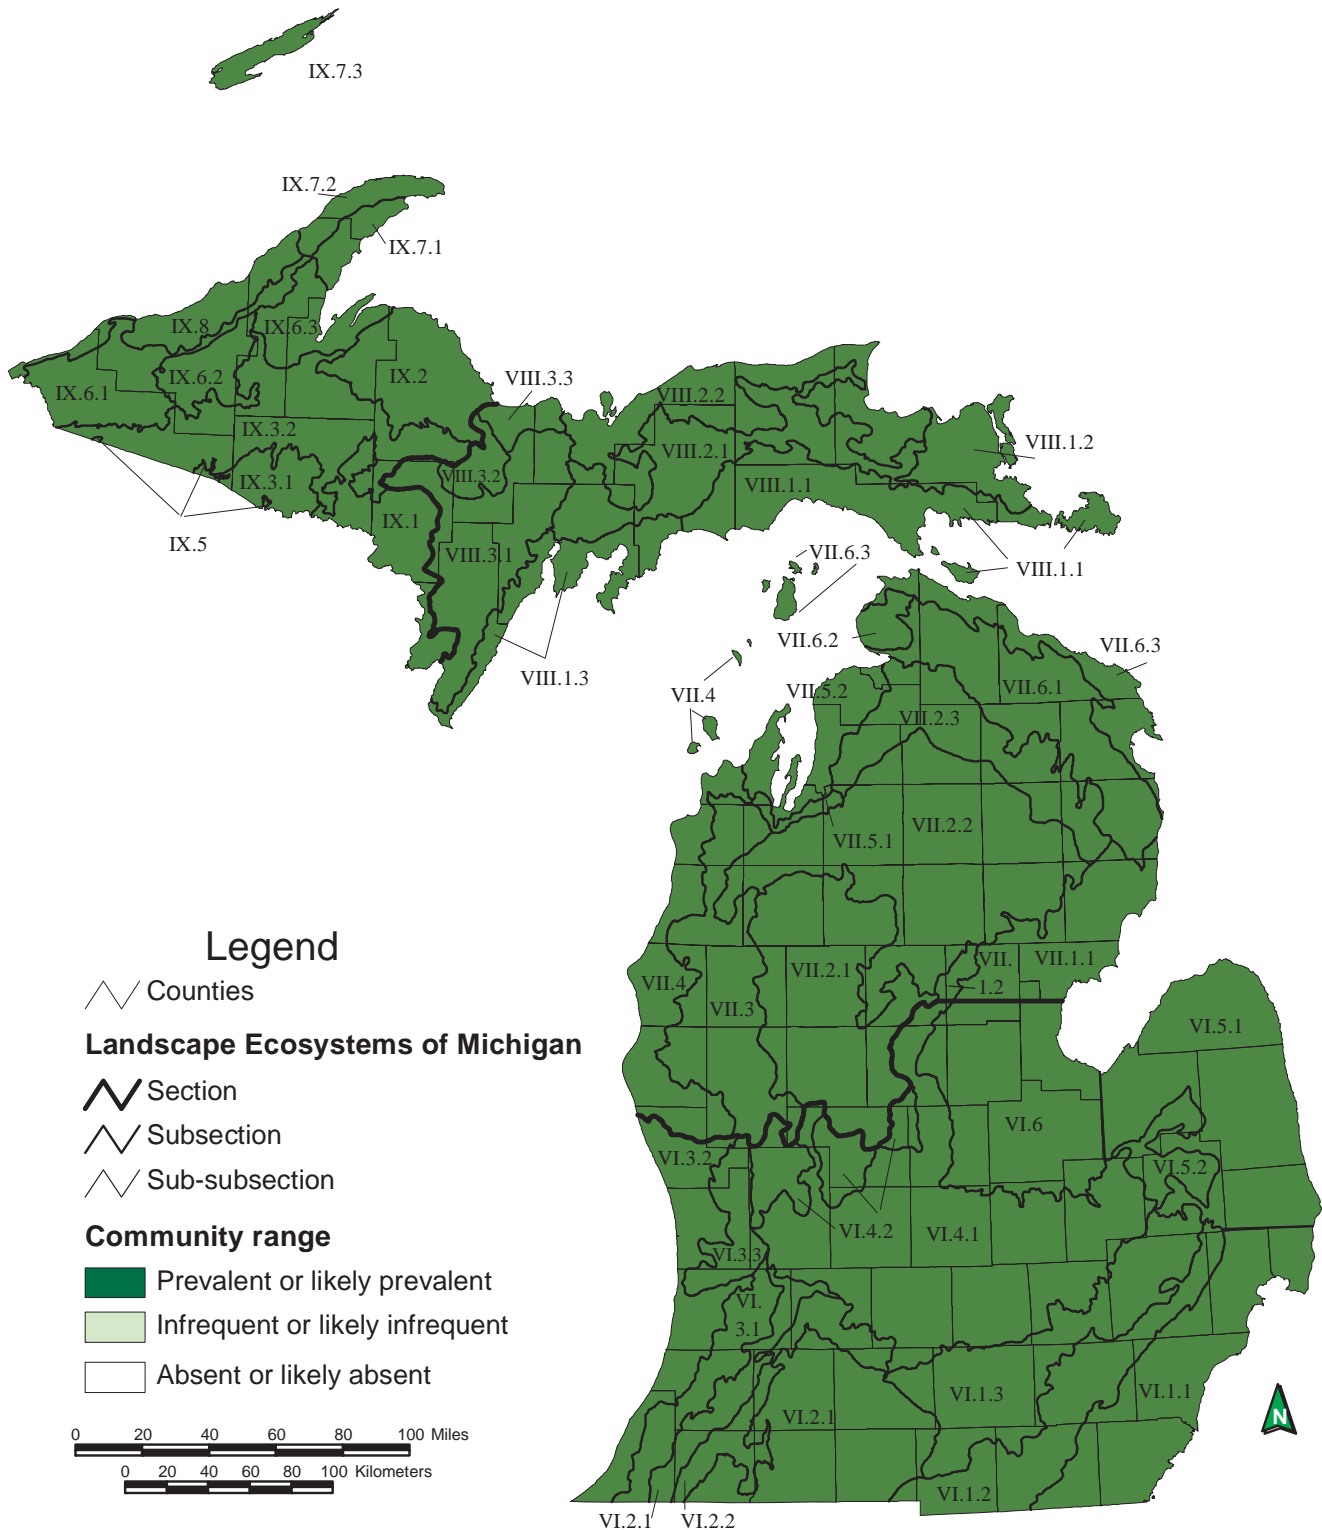 IX.7.3
IX.7.2
IX.7.1
IX.8
IX.6.3
IX.6.2
IX.6.1
IX.2
VIII.3.3
VIII.2.2
IX.3.2
VIII.2.1
VIII.1.2
IX.3.1
VIII.3.2
VIII.1.1
IX.1
IX.5
VIII.3.1
VII.6.3
VIII.1.1
VII.6.2
VII.6.3
VIII.1.3
VII.4
VII.5.2
VII.6.1
VII.2.3
VII.5.1
VII.2.2
VII.4
VII.3
VII.2.1
VII.
1.2
VII.1.1
VI.5.1
VI.6
VI.3.2
VI.5.2
VI.4.2
VI.4.1
VI.3.3
VI.
3.1
VI.2.1
VI.1.3
VI.1.1
VI.1.2
VI.2.1
VI.2.2
Legend
Counties
Landscape Ecosystems of Michigan
Section
Subsection
Sub-subsection
Community range
Prevalent or likely prevalent
Infrequent or likely infrequent
Absent or likely absent
0 20 40 60 80 100 Miles
0 20 40 60 80 100 Kilometers
N